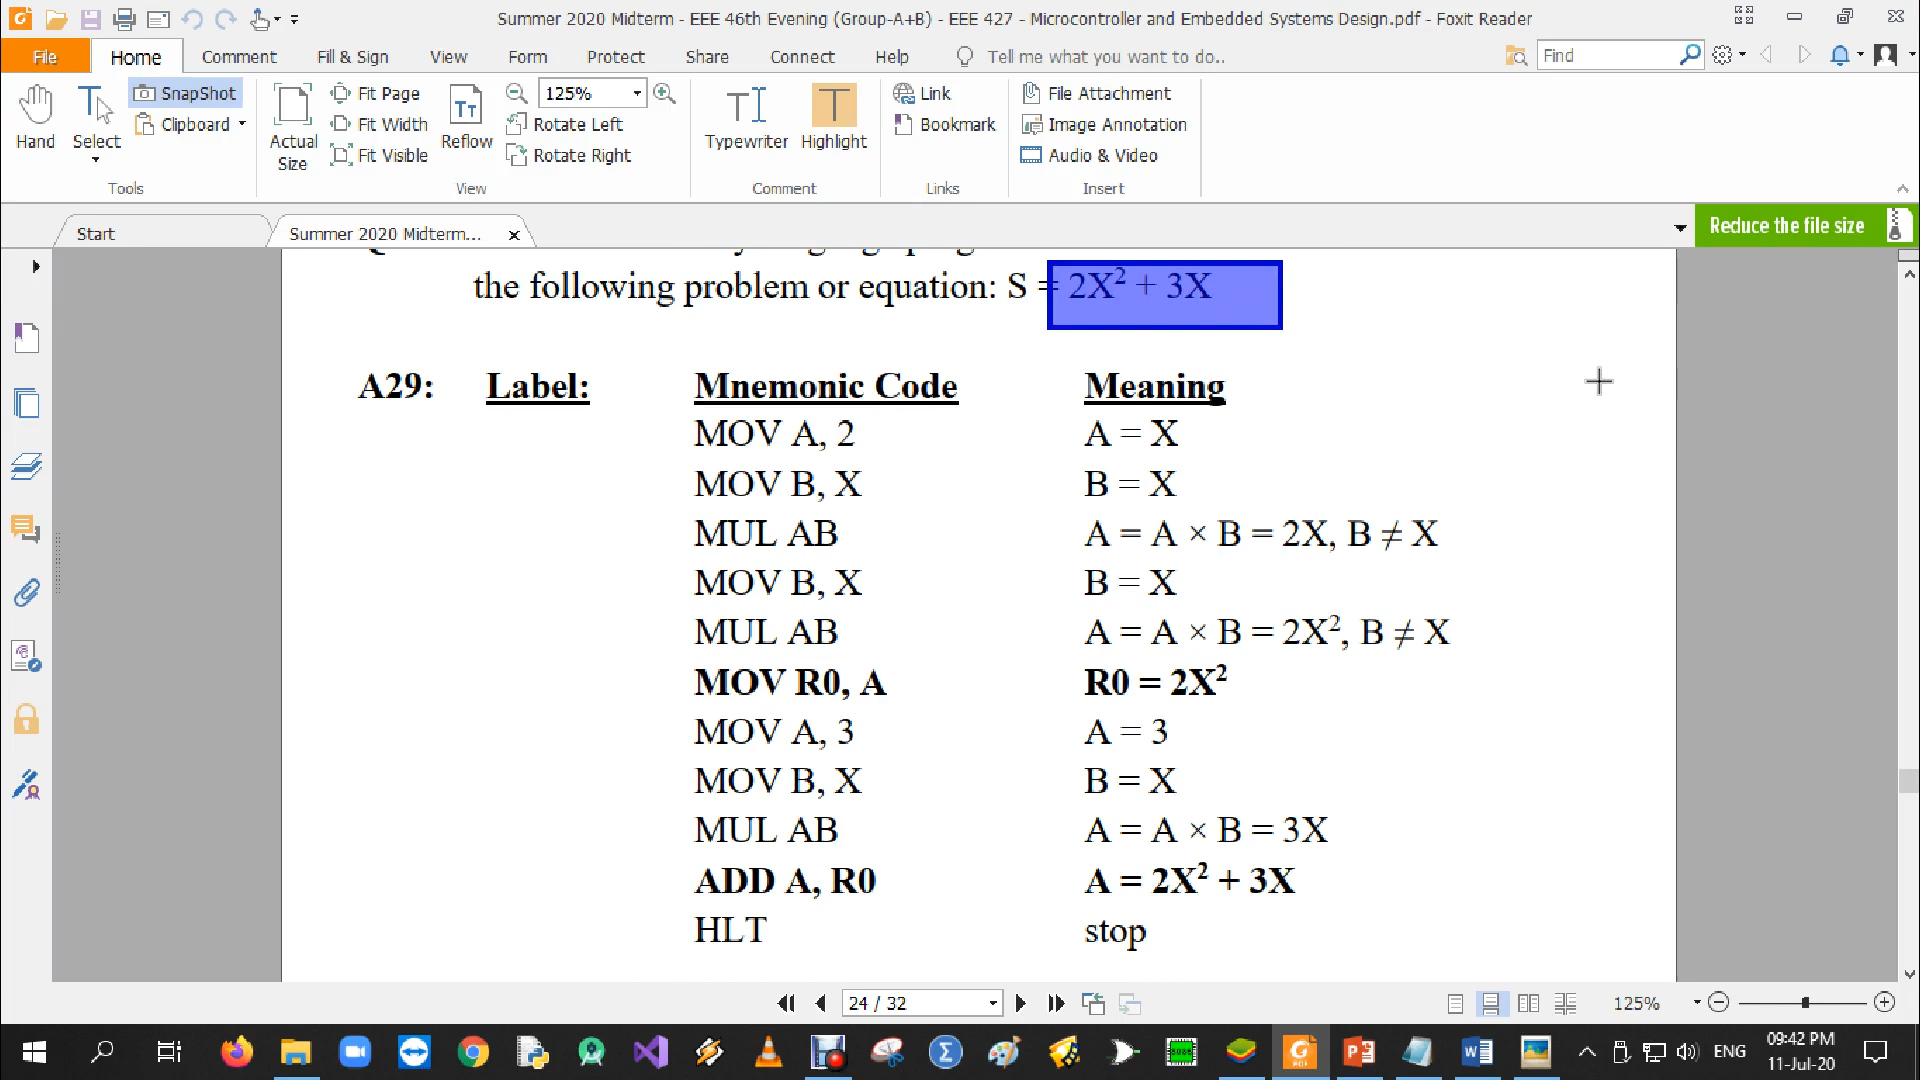 Summer 2020 Midterm - EEE 46th Evening (Group-A+B) - EEE 427 - Microcontroller and Embedded Systems Design.pdf - Foxit Reader
File Home Comment Fill & Sign View Form Protect Share Connect Help Tell me what you want to do.. Find
Hand Select SnapShot Clipboard
Tools
Actual Size Fit Page Fit Width Fit Visible Reflow 125% Rotate Left Rotate Right
View
Typewriter Highlight
Comment
Link Bookmark
Links
File Attachment Image Annotation Audio & Video
Insert
Start Summer 2020 Midterm... Reduce the file size
the following problem or equation: S = 2X² + 3X
A29: Label: Mnemonic Code Meaning
MOV A, 2 A = X
MOV B, X B = X
MUL AB A = A × B = 2X, B ≠ X
MOV B, X B = X
MUL AB A = A × B = 2X², B ≠ X
MOV R0, A R0 = 2X²
MOV A, 3 A = 3
MOV B, X B = X
MUL AB A = A × B = 3X
ADD A, R0 A = 2X² + 3X
HLT stop
24 / 32 125%
ENG 09:42 PM
11-Jul-20